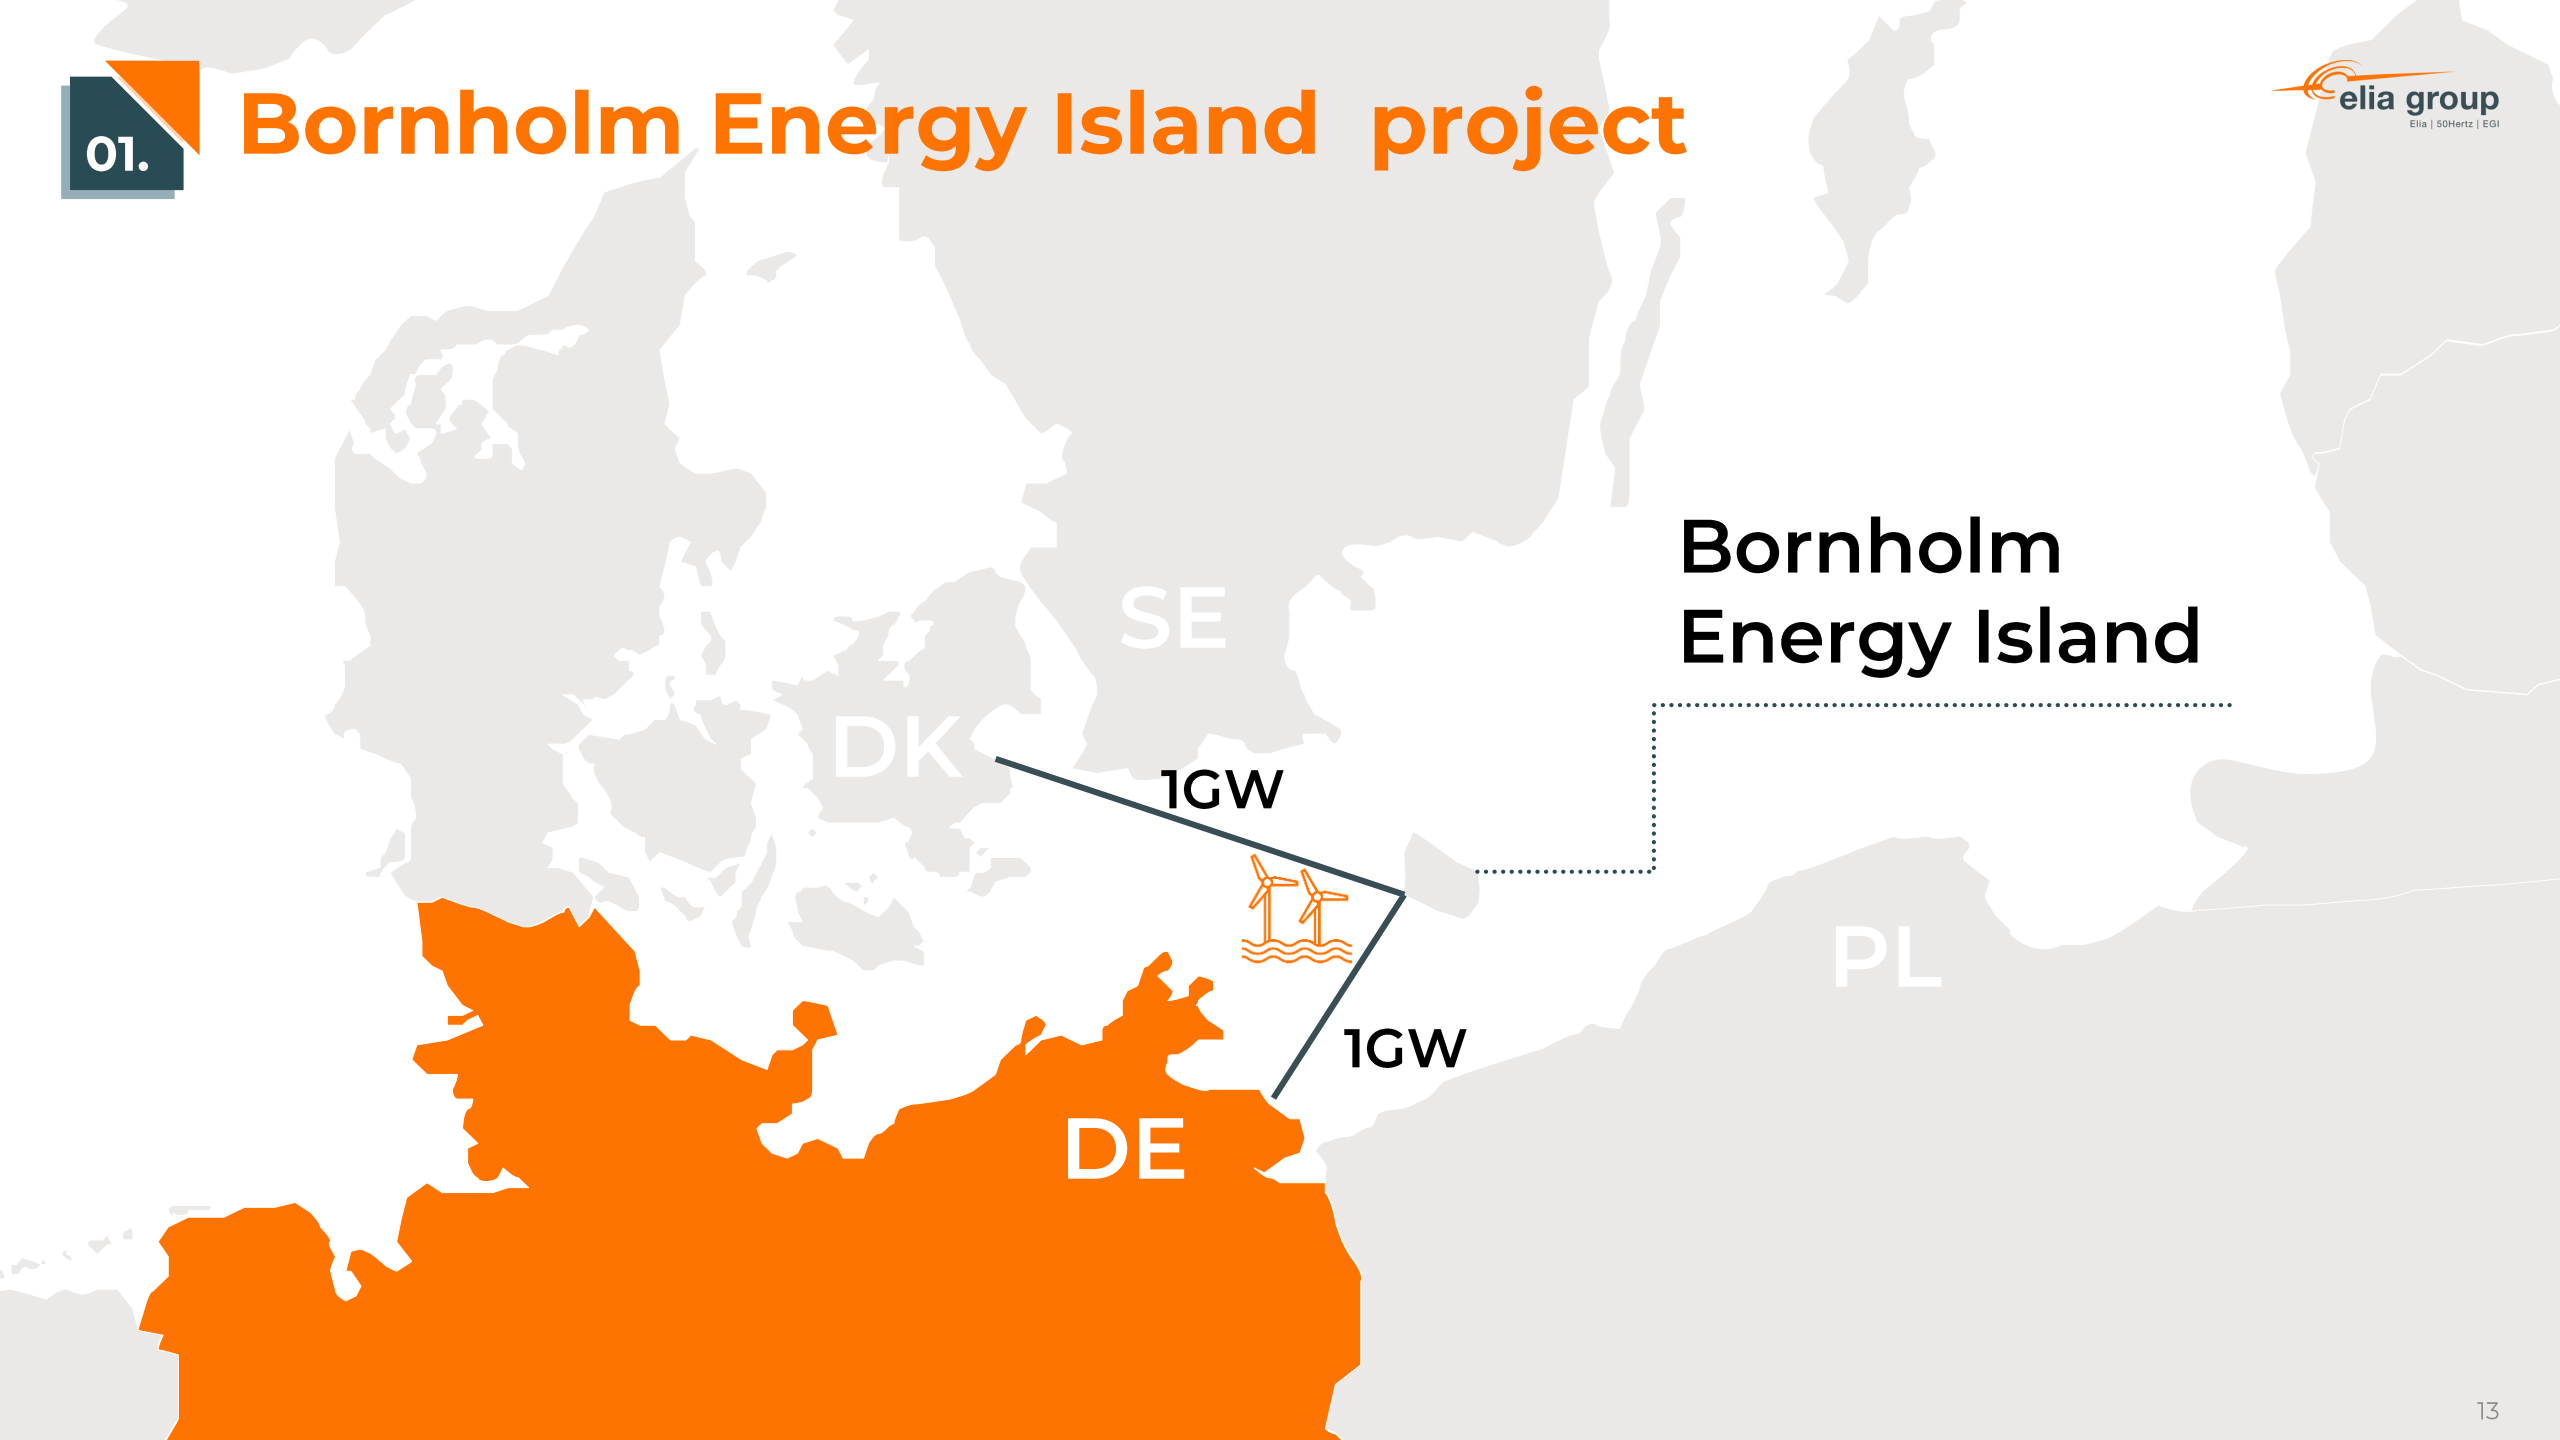 01.
Bornholm Energy Island  project
elia group
Elia | 50Hertz | EGI
Bornholm
Energy Island
SE
DK
1GW
PL
1GW
DE
13